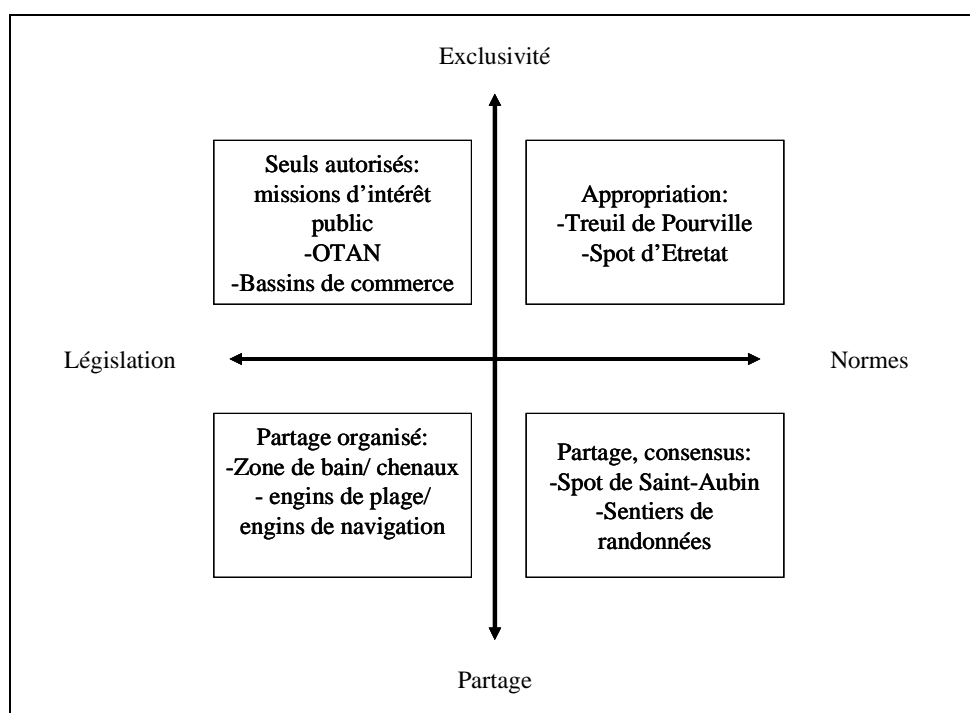 Exclusivité
Seuls autorisés:
missions d'intérêt
public
-OTAN
-Bassins de commerce
Appropriation:
-Treuil de Pourville
-Spot d'Etretat
Législation
Normes
Partage organisé:
-Zone de bain/ chenaux
- engins de plage/
engins de navigation
Partage, consensus:
-Spot de Saint-Aubin
-Sentiers de
randonnées
Partage